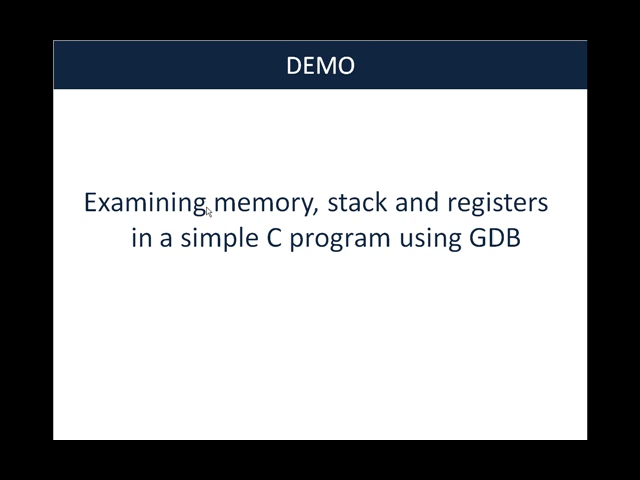 DEMO
Examining memory, stack and registers
in a simple C program using GDB